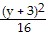 (y + 3)²
16